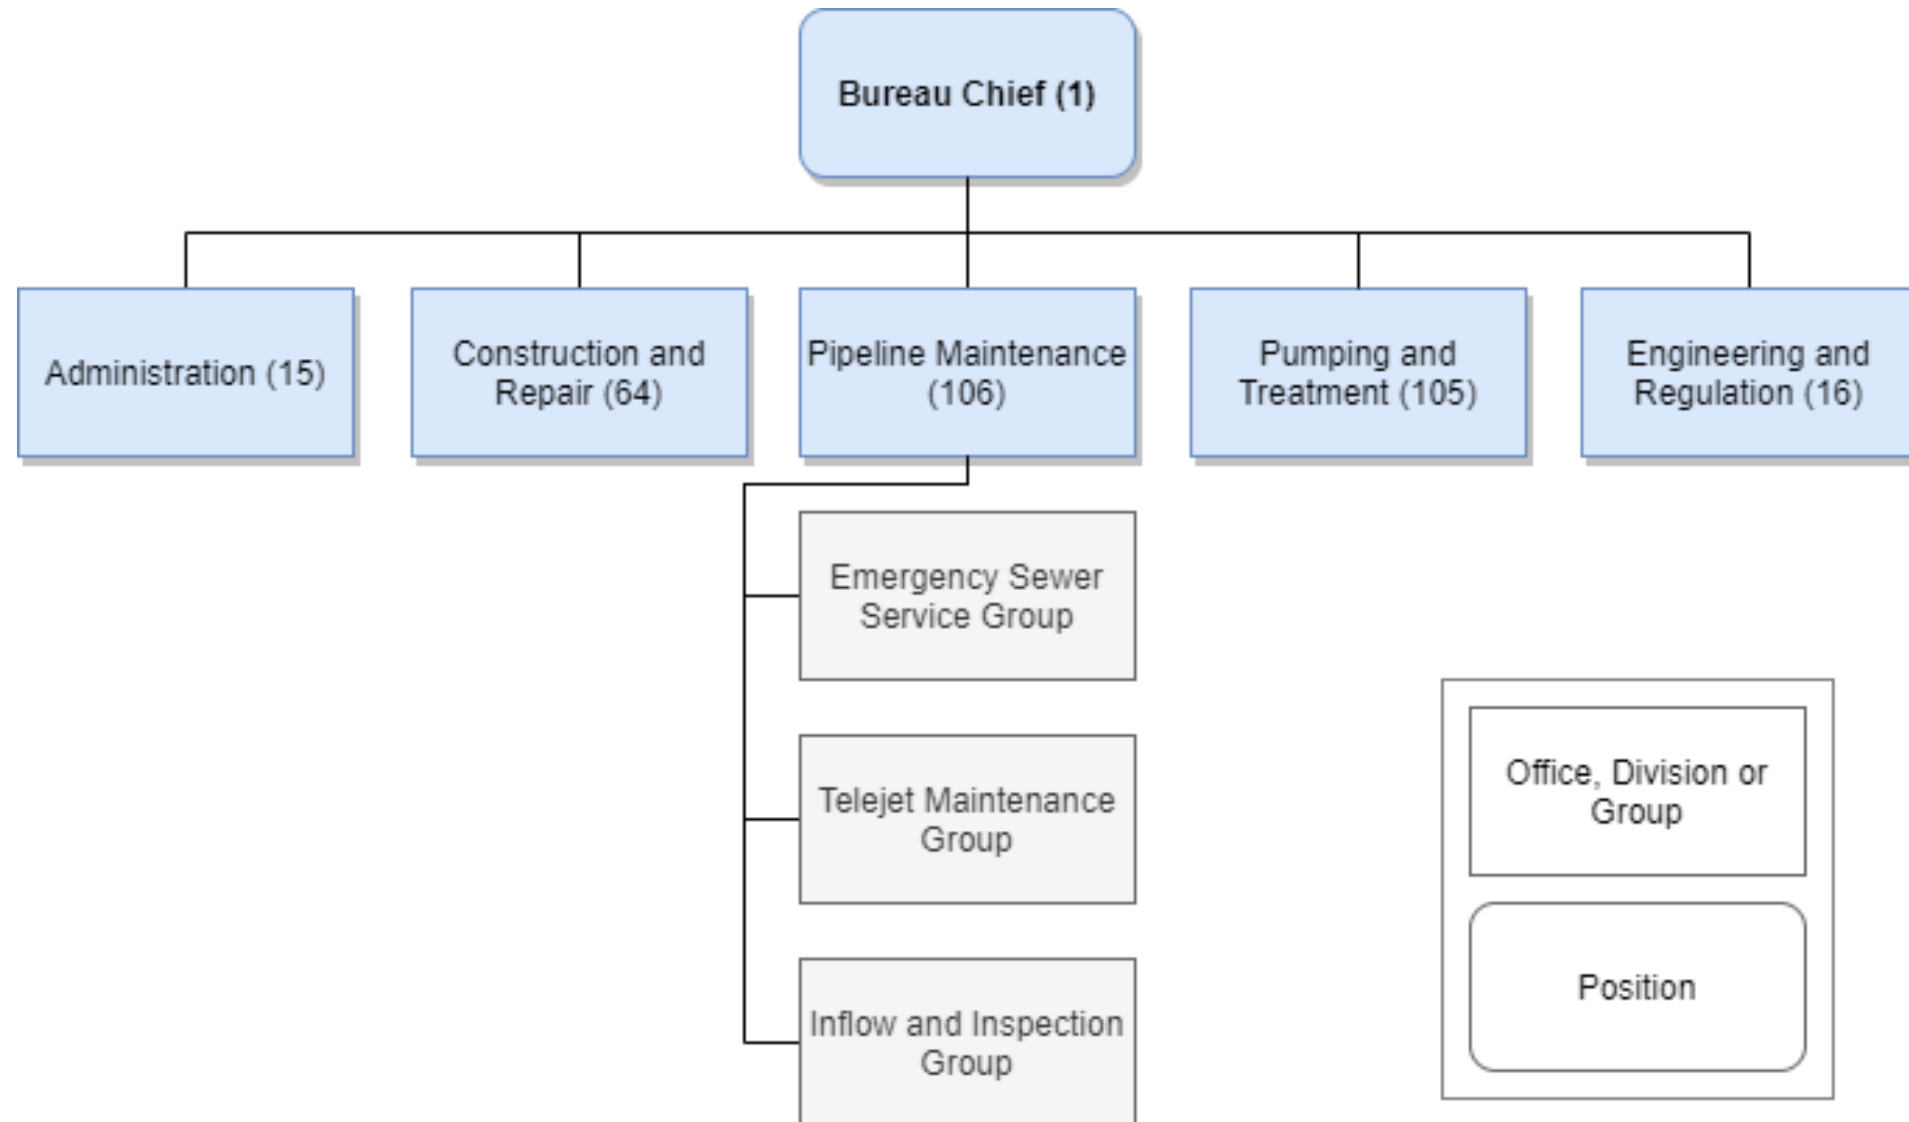 Bureau Chief (1)
Administration (15)
Construction and
Repair (64)
Pipeline Maintenance
(106)
Pumping and
Treatment (105)
Engineering and
Regulation (16)
Emergency Sewer
Service Group
Telejet Maintenance
Group
Inflow and Inspection
Group
Office, Division or
Group
Position